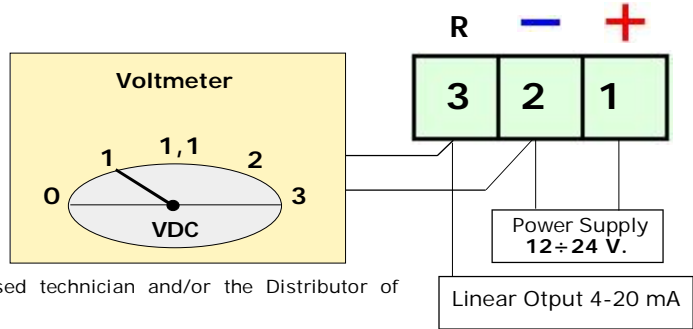 R − +
Voltmeter
3 2 1
0 1 1,1 2 3
VDC
Power Supply
12÷24 V.
sed technician and/or the Distributor of
Linear Otput 4-20 mA